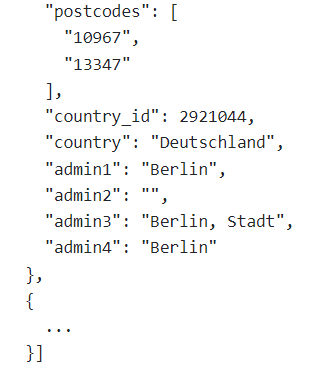 "postcodes": [
"10967",
"13347"
],
"country_id": 2921044,
"country": "Deutschland",
"admin1": "Berlin",
"admin2": "",
"admin3": "Berlin, Stadt",
"admin4": "Berlin"
},
{
...
}]